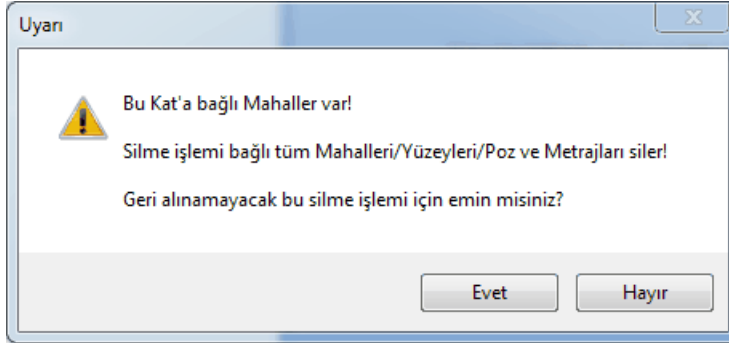 Uyarı
Bu Kat'a bağlı Mahaller var!
Silme işlemi bağlı tüm Mahalleri/Yüzeyleri/Poz ve Metrajları siler!
Geri alınamayacak bu silme işlemi için emin misiniz?
Evet
Hayır